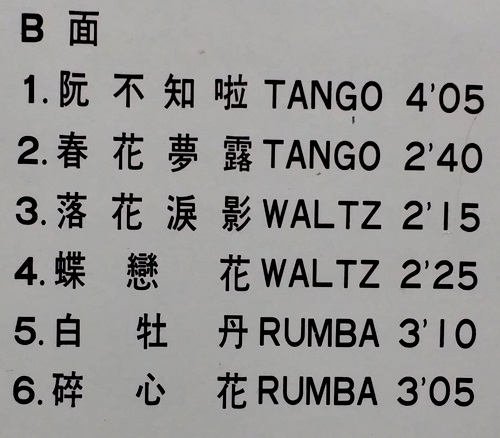 B 面
1. 阮不知啦 TANGO 4'05
2. 春花夢露 TANGO 2'40
3. 落花淚影 WALTZ 2'15
4. 蝶戀花 WALTZ 2'25
5. 白牡丹 RUMBA 3'10
6. 碎心花 RUMBA 3'05